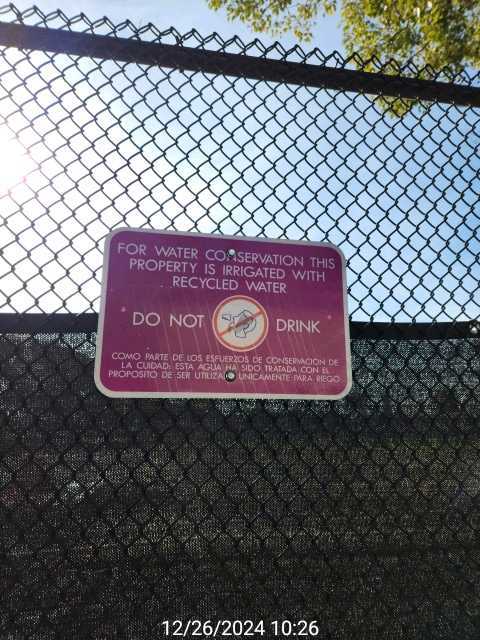 FOR WATER CONSERVATION THIS
PROPERTY IS IRRIGATED WITH
RECYCLED WATER
DO NOT DRINK
COMO PARTE DE LOS ESFUERZOS DE CONSERVACION DE
LA CUIDAD; ESTA AGUA HA SIDO TRATADA CON EL
PROPOSITO DE SER UTILIZA UNICAMENTE PARA RIEGO
12/26/2024 10:26